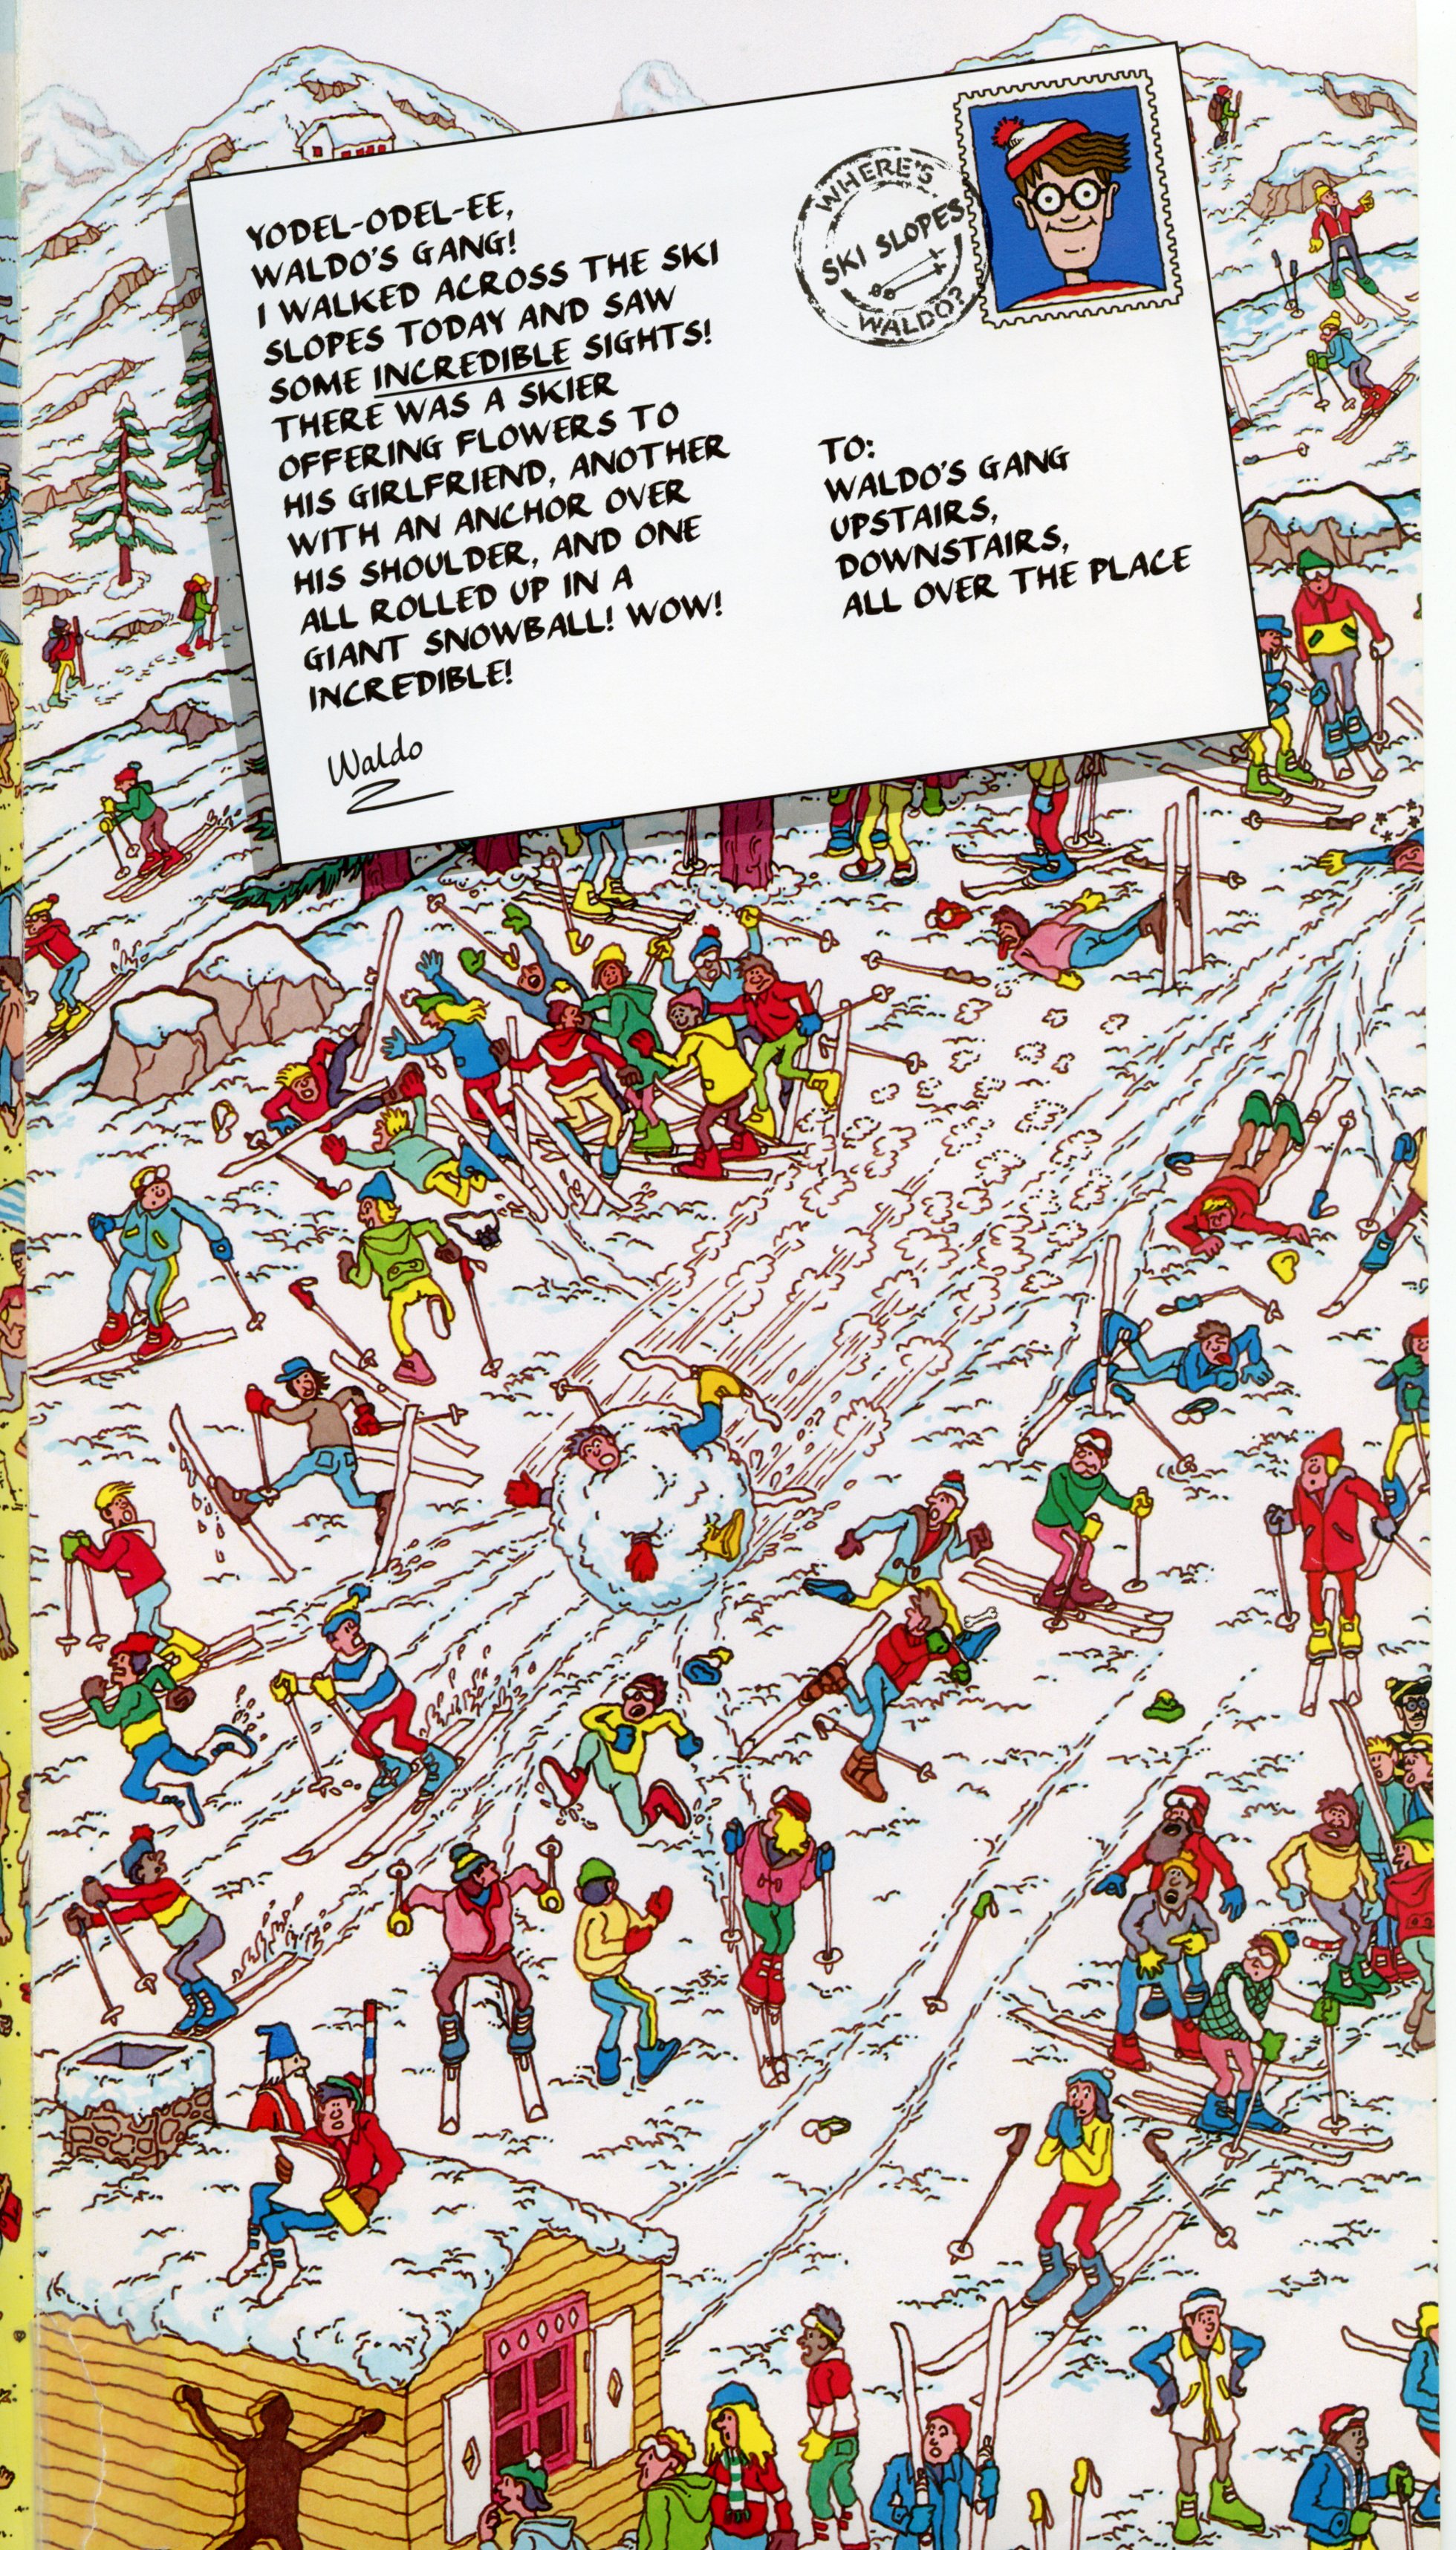 YODEL-ODEL-EE,
WALDO'S GANG!
I WALKED ACROSS THE SKI
SLOPES TODAY AND SAW
SOME INCREDIBLE SIGHTS!
THERE WAS A SKIER
OFFERING FLOWERS TO
HIS GIRLFRIEND, ANOTHER
WITH AN ANCHOR OVER
HIS SHOULDER, AND ONE
ALL ROLLED UP IN A
GIANT SNOWBALL! WOW!
INCREDIBLE!
Waldo
WHERE'S
SKI SLOPES
WALDO?
TO:
WALDO'S GANG
UPSTAIRS,
DOWNSTAIRS,
ALL OVER THE PLACE